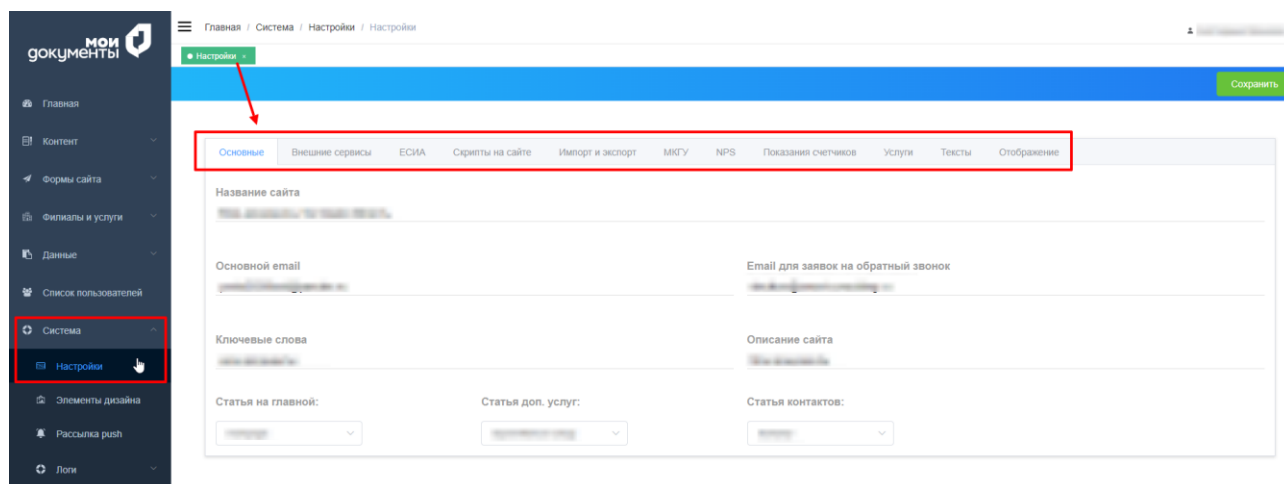 мои
документы
Главная / Система / Настройки / Настройки
Настройки ×
Сохранить
Главная
Контент
Формы сайта
Филиалы и услуги
Данные
Список пользователей
Система
Настройки
Элементы дизайна
Рассылка push
Логи
Основные Внешние сервисы ЕСИА Скрипты на сайте Импорт и экспорт МКГУ NPS Показания счетчиков Услуги Тексты Отображение
Название сайта
Основной email Email для заявок на обратный звонок
Ключевые слова Описание сайта
Статья на главной: Статья доп. услуг: Статья контактов: